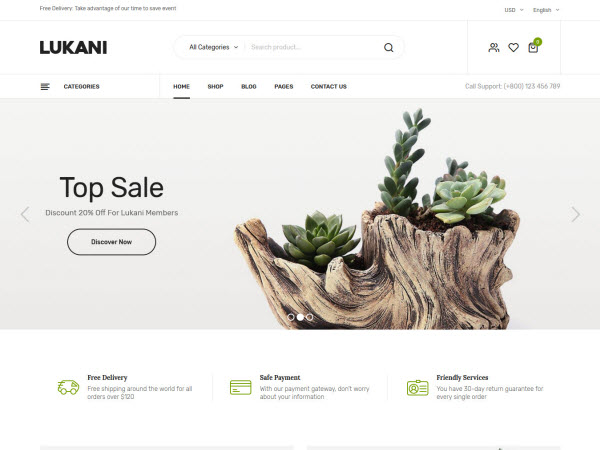 Free Delivery: Take advantage of our time to save event
USD
English
LUKANI
All Categories
Search product...
0
CATEGORIES
HOME
SHOP
BLOG
PAGES
CONTACT US
Call Support: (+800) 123 456 789
Top Sale
Discount 20% Off For Lukani Members
Discover Now
Free Delivery
Free shipping around the world for all
orders over $120
Safe Payment
With our payment gateway, don't worry
about your information
Friendly Services
You have 30-day return guarantee for
every single order